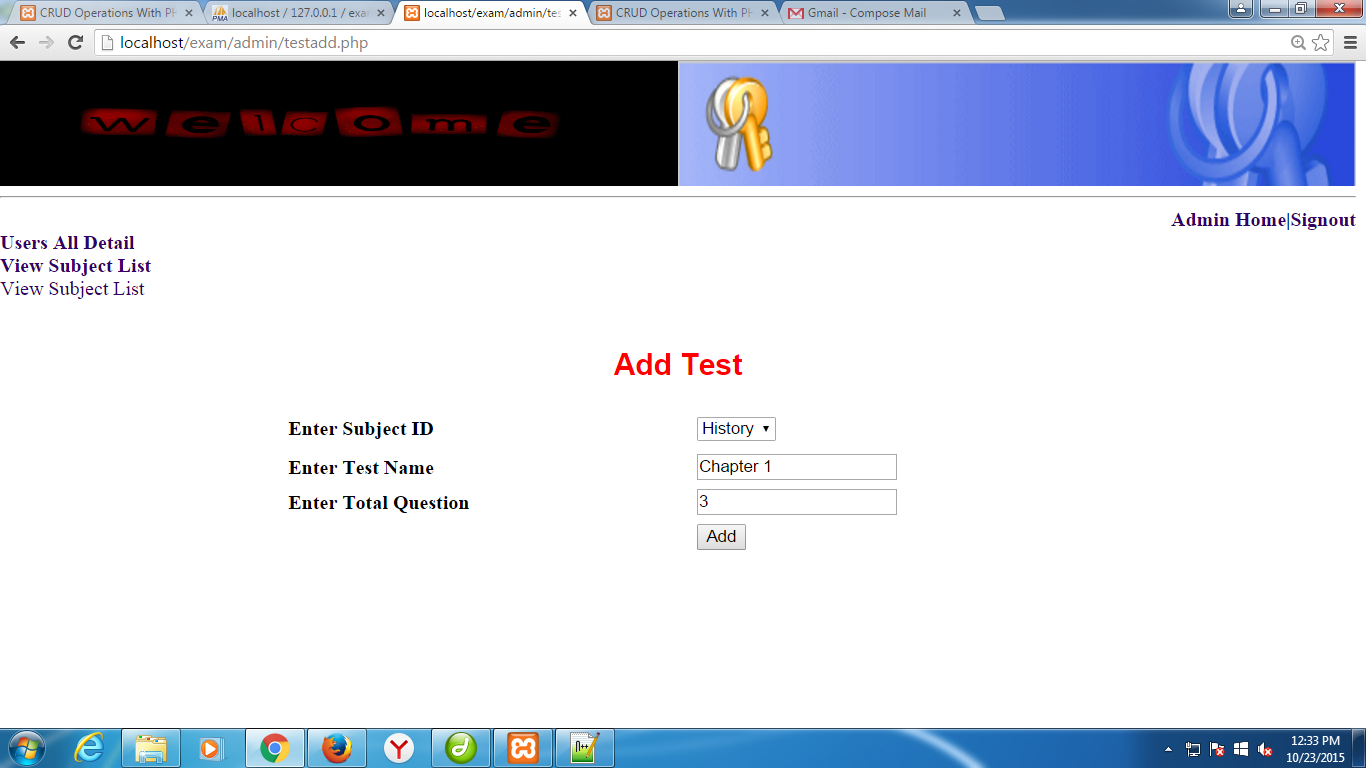 CRUD Operations With PH
localhost / 127.0.0.1 / exa
localhost/exam/admin/tes
CRUD Operations With PH
Gmail - Compose Mail
localhost/exam/admin/testadd.php
welcome
Admin Home|Signout
Users All Detail
View Subject List
View Subject List
Add Test
Enter Subject ID History
Enter Test Name Chapter 1
Enter Total Question 3
Add
12:33 PM
10/23/2015